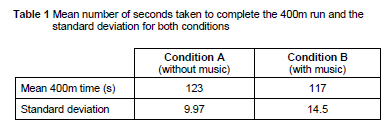 Table 1 Mean number of seconds taken to complete the 400m run and the
standard deviation for both conditions
Condition A
(without music)
Condition B
(with music)
Mean 400m time (s) 123 117
Standard deviation 9.97 14.5